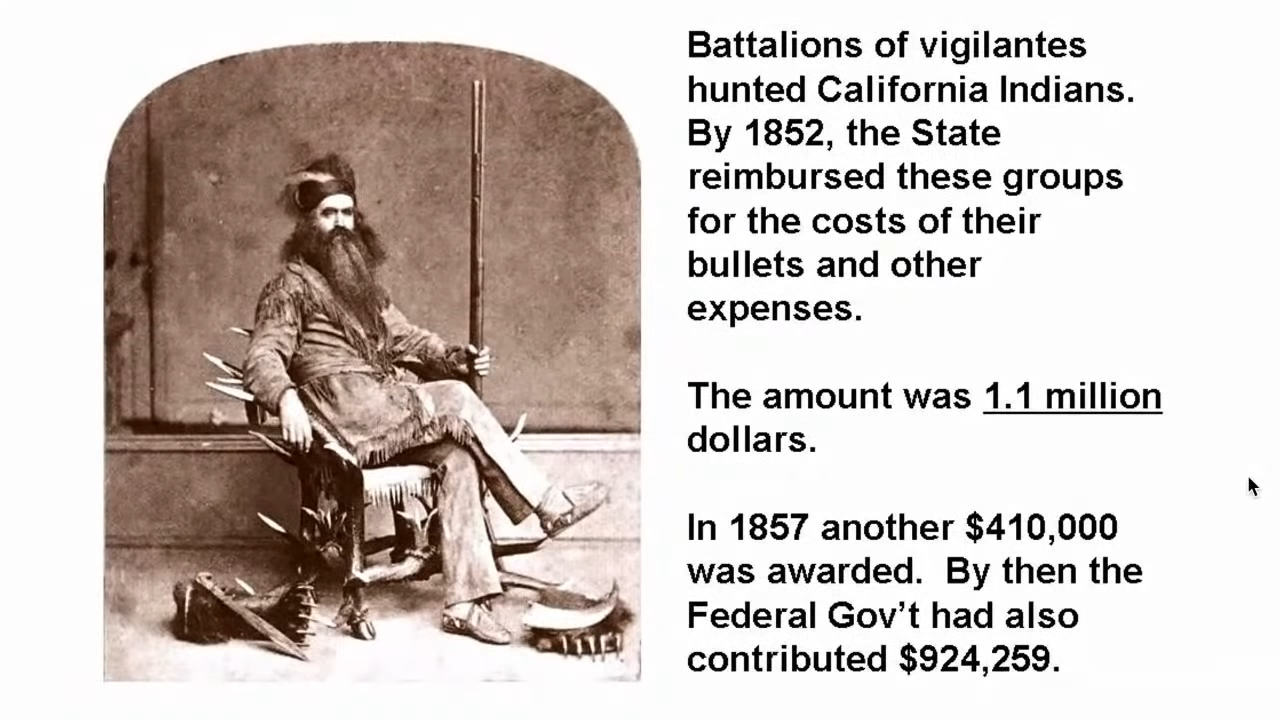 Battalions of vigilantes
hunted California Indians.
By 1852, the State
reimbursed these groups
for the costs of their
bullets and other
expenses.
The amount was 1.1 million
dollars.
In 1857 another $410,000
was awarded.  By then the
Federal Gov’t had also
contributed $924,259.